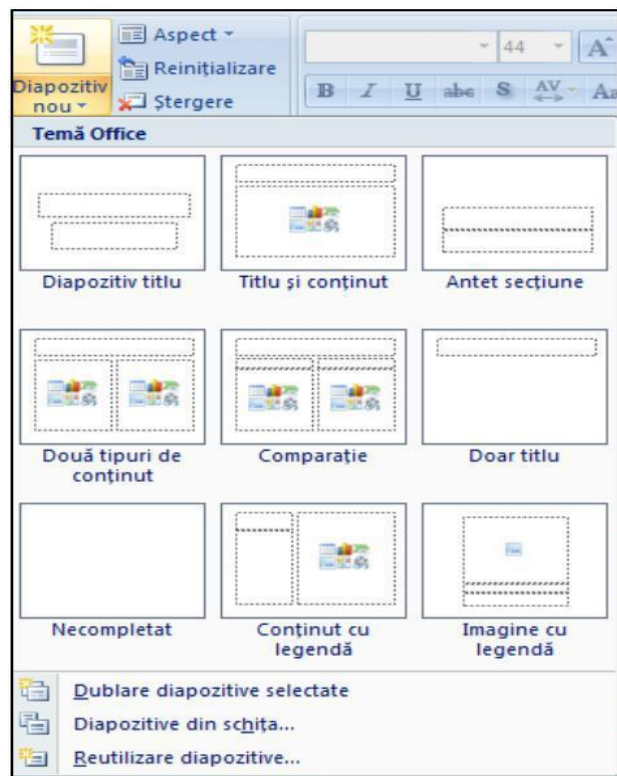 Diapozitiv
nou
Aspect
Reinițializare
Ștergere
44
A
B I U abc S AV Aa
Temă Office
Diapozitiv titlu
Titlu și conținut
Antet secțiune
Două tipuri de
conținut
Comparație
Doar titlu
Necompletat
Conținut cu
legendă
Imagine cu
legendă
Dublare diapozitive selectate
Diapozitive din schița...
Reutilizare diapozitive...